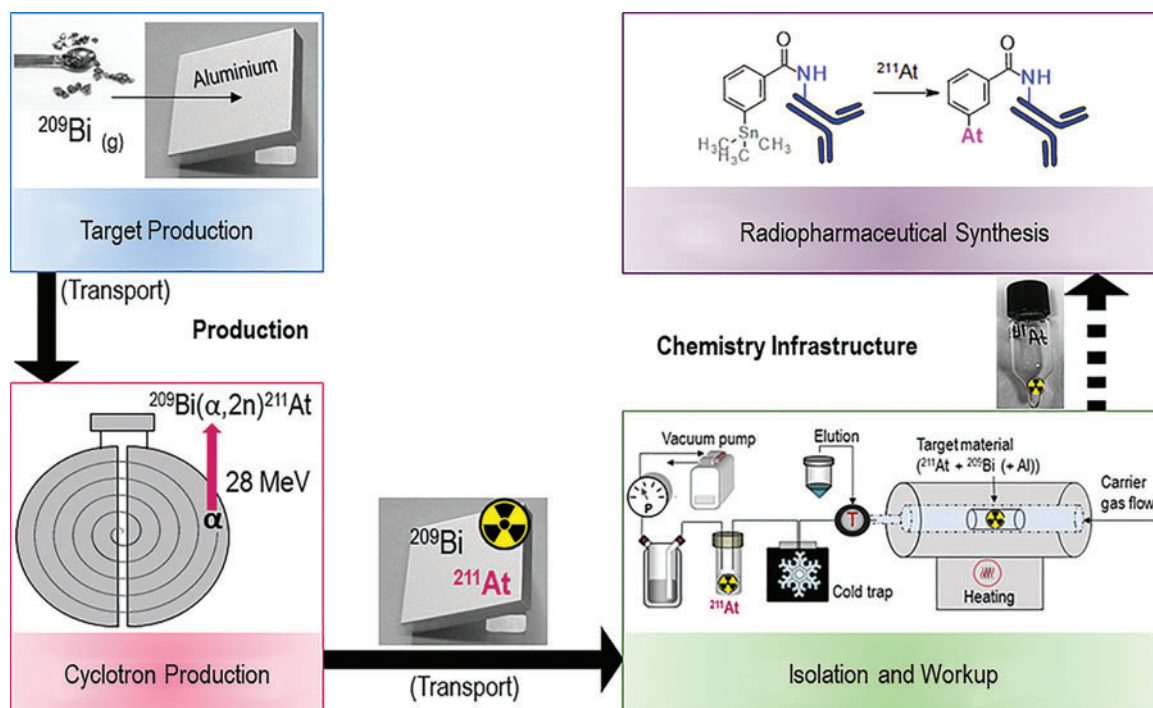 Aluminium
²⁰⁹Bi (g)
Target Production
(Transport)
Production
²⁰⁹Bi(α,2n)²¹¹At
28 MeV
α
Cyclotron Production
²⁰⁹Bi
²¹¹At
(Transport)
O
NH
Sn
H₃C
H₃C
CH₃
²¹¹At
O
NH
At
Radiopharmaceutical Synthesis
Chemistry Infrastructure
At
Vacuum pump
P
Elution
Target material
(²¹¹At + ²⁰⁹Bi (+ Al))
Carrier
gas flow
T
²¹¹At
Cold trap
Heating
Isolation and Workup